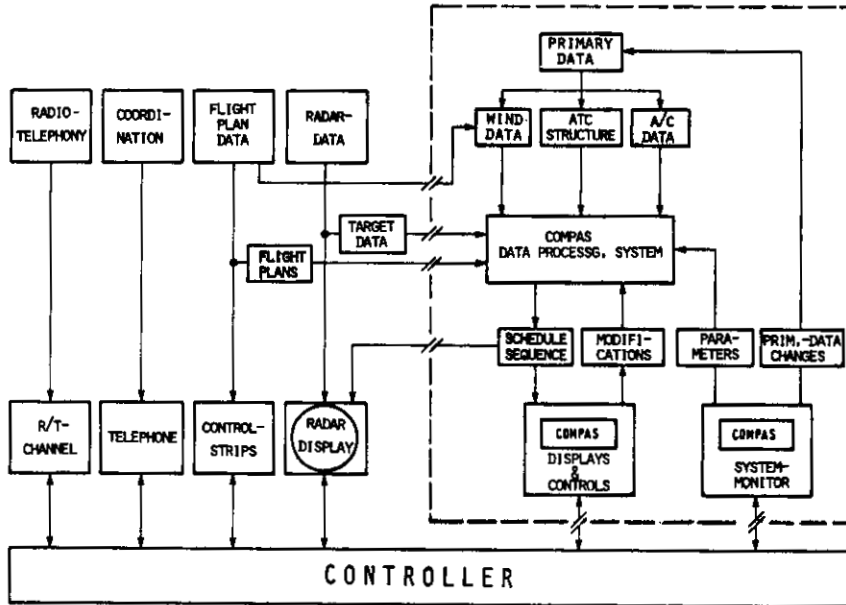 PRIMARY
DATA
RADIO-
TELEPHONY
COORDI-
NATION
FLIGHT
PLAN
DATA
RADAR-
DATA
WIND
DATA
ATC
STRUCTURE
A/C
DATA
TARGET
DATA
FLIGHT
PLANS
COMPAS
DATA PROCESSG. SYSTEM
SCHEDULE
SEQUENCE
MODIFI-
CATIONS
PARA-
METERS
PRIM.-DATA
CHANGES
R/T-
CHANNEL
TELEPHONE
CONTROL-
STRIPS
RADAR
DISPLAY
COMPAS
DISPLAYS
&
CONTROLS
COMPAS
SYSTEM-
MONITOR
CONTROLLER